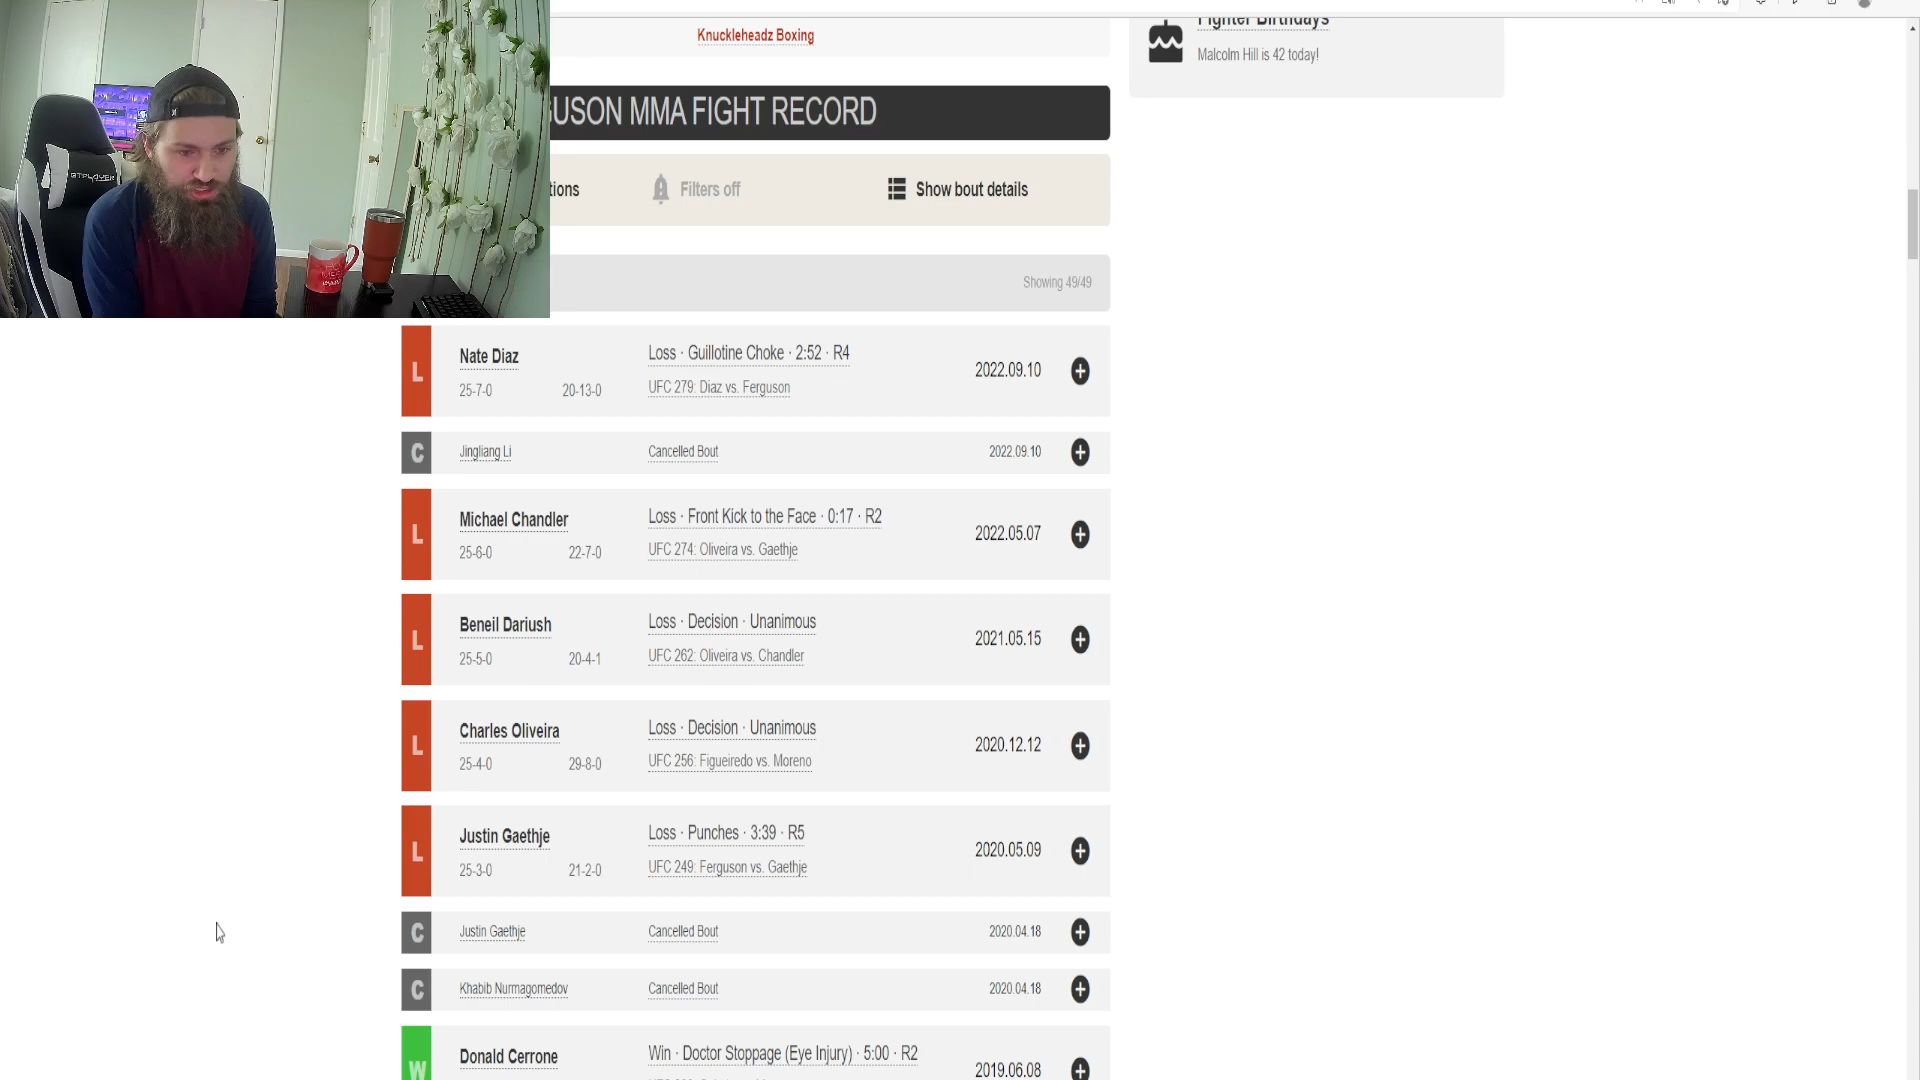 Knuckleheadz Boxing
Fighter Birthdays
Malcolm Hill is 42 today!
GTPLAYER
USON MMA FIGHT RECORD
tions
Filters off
Show bout details
Showing 49/49
L
Nate Diaz
25-7-0
20-13-0
Loss · Guillotine Choke · 2:52 · R4
UFC 279: Diaz vs. Ferguson
2022.09.10
C
Jingliang Li
Cancelled Bout
2022.09.10
L
Michael Chandler
25-6-0
22-7-0
Loss · Front Kick to the Face · 0:17 · R2
UFC 274: Oliveira vs. Gaethje
2022.05.07
L
Beneil Dariush
25-5-0
20-4-1
Loss · Decision · Unanimous
UFC 262: Oliveira vs. Chandler
2021.05.15
L
Charles Oliveira
25-4-0
29-8-0
Loss · Decision · Unanimous
UFC 256: Figueiredo vs. Moreno
2020.12.12
L
Justin Gaethje
25-3-0
21-2-0
Loss · Punches · 3:39 · R5
UFC 249: Ferguson vs. Gaethje
2020.05.09
C
Justin Gaethje
Cancelled Bout
2020.04.18
C
Khabib Nurmagomedov
Cancelled Bout
2020.04.18
W
Donald Cerrone
Win · Doctor Stoppage (Eye Injury) · 5:00 · R2
2019.06.08